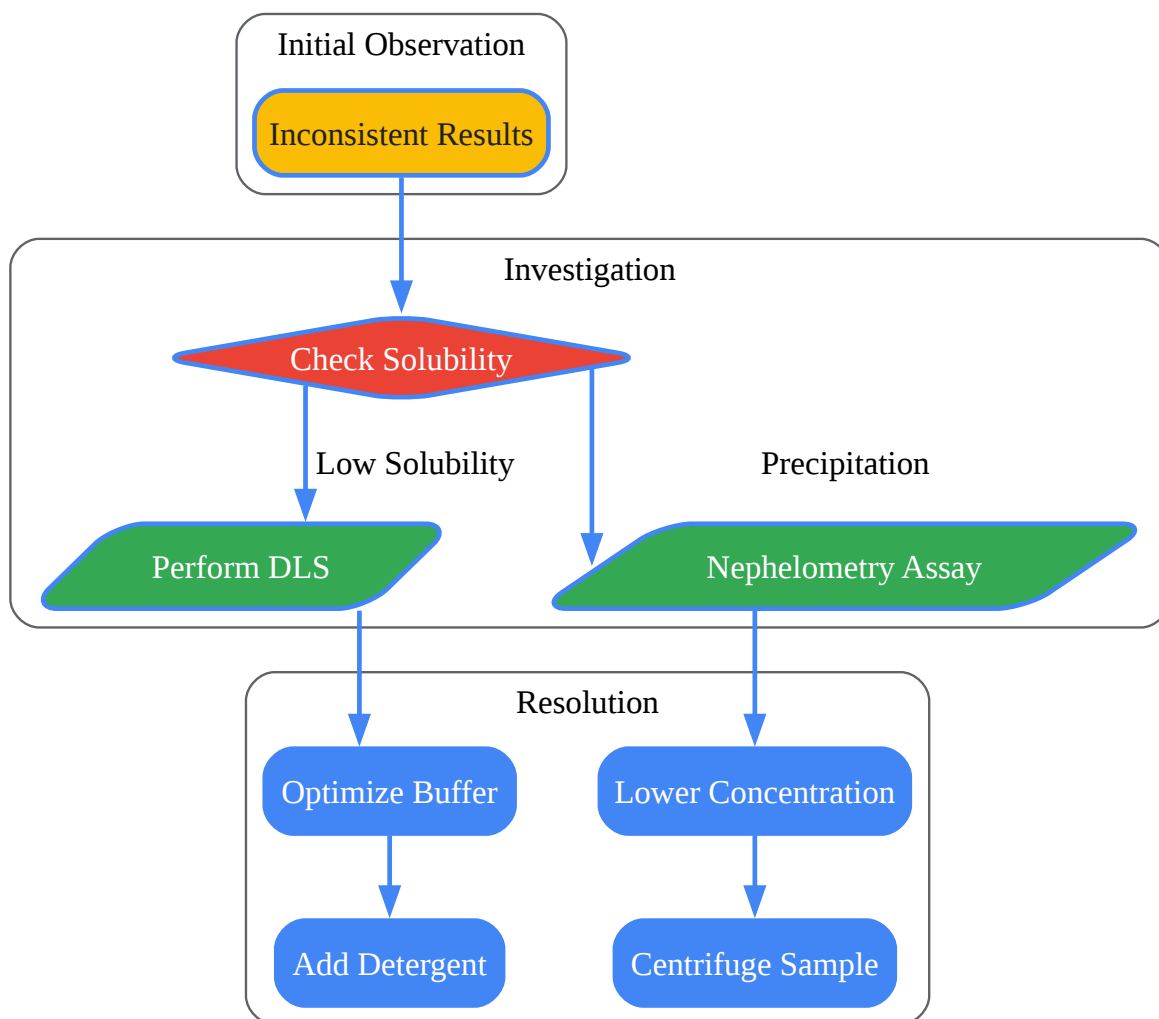 Initial Observation
Inconsistent Results
Investigation
Check Solubility
Low Solubility
Precipitation
Perform DLS
Nephelometry Assay
Resolution
Optimize Buffer
Lower Concentration
Add Detergent
Centrifuge Sample